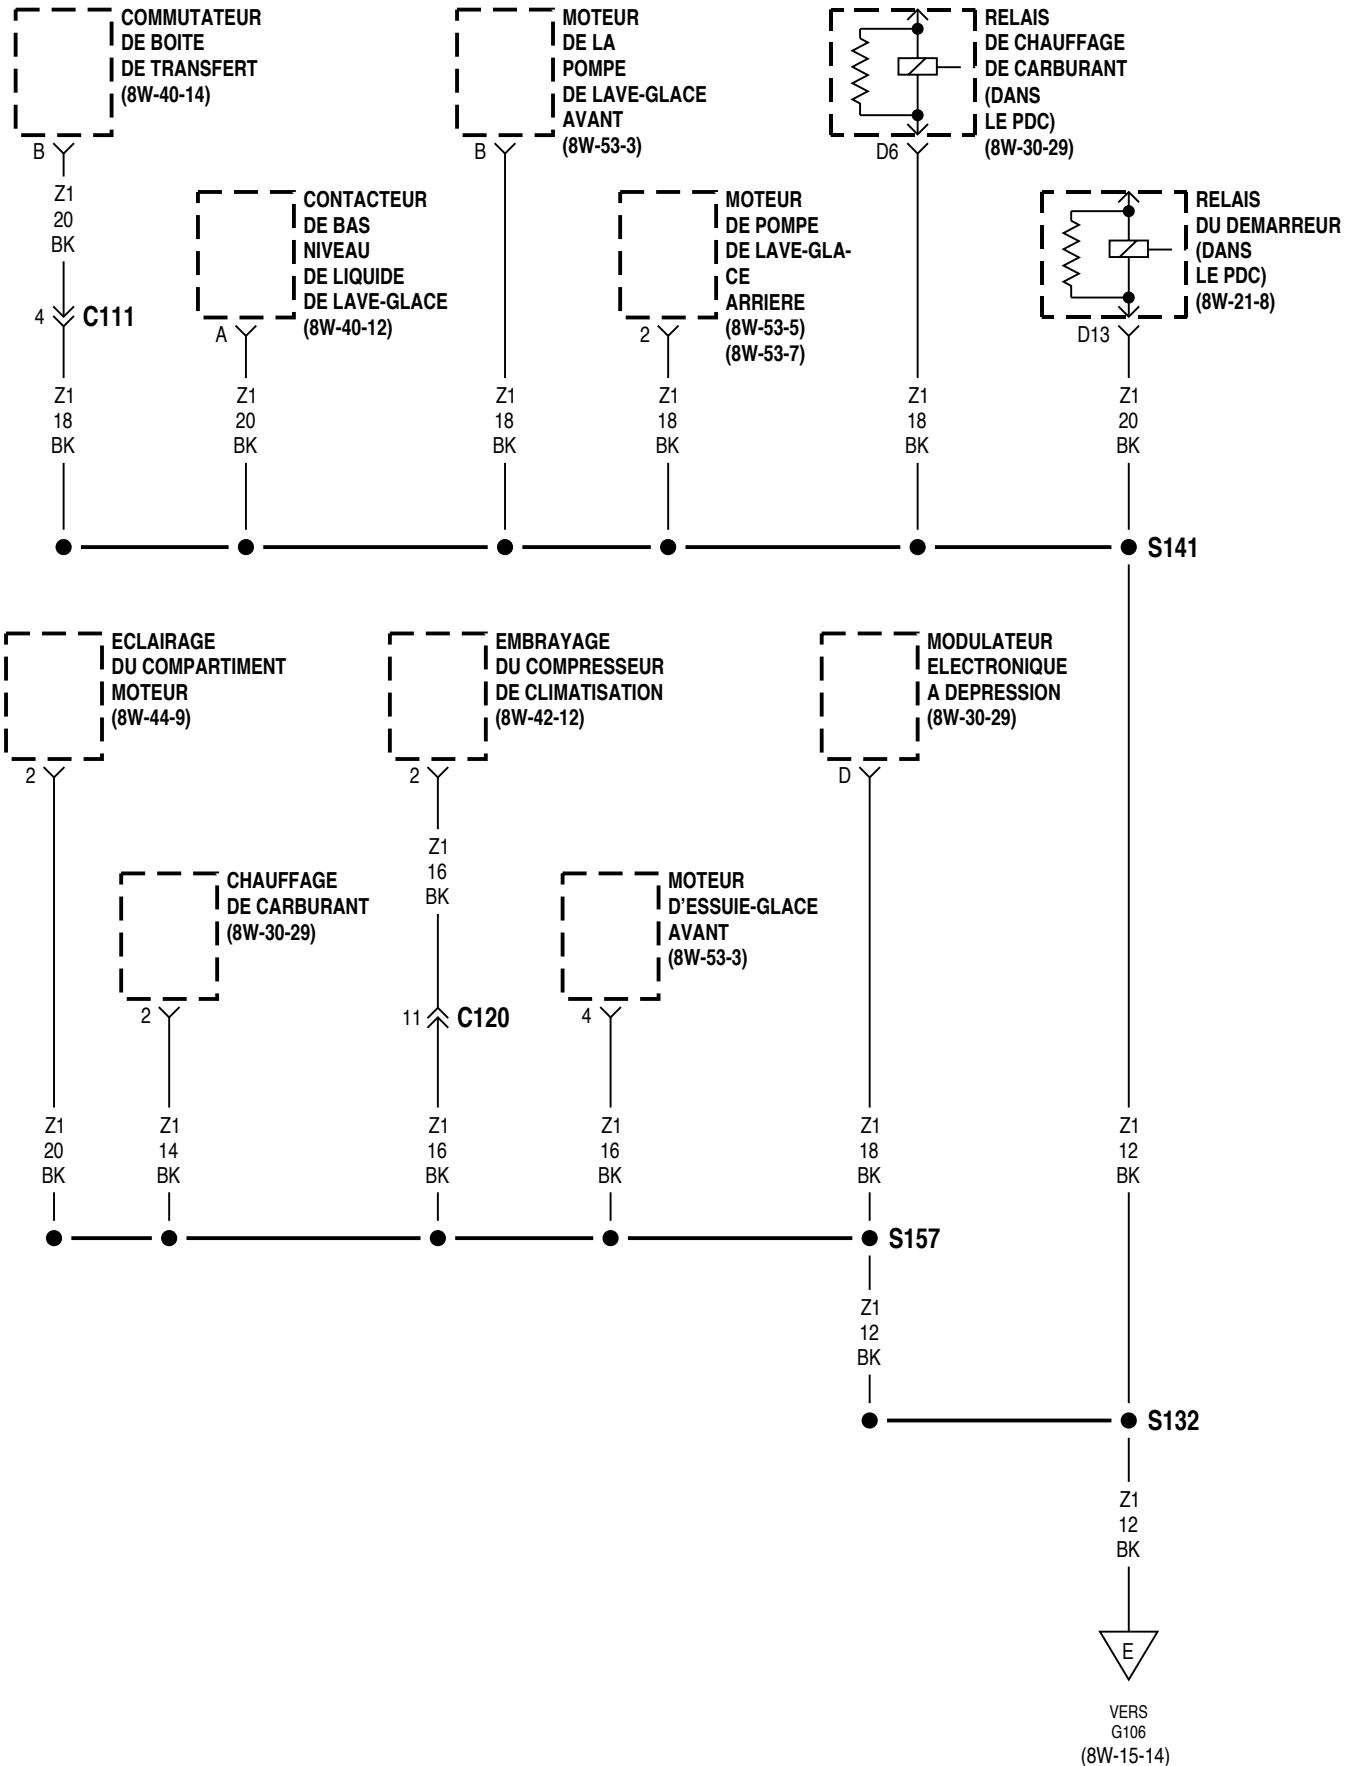 COMMUTATEUR
DE BOITE
DE TRANSFERT
(8W-40-14)
B
Z1
20
BK
4
C111
Z1
18
BK
CONTACTEUR
DE BAS
NIVEAU
DE LIQUIDE
DE LAVE-GLACE
(8W-40-12)
A
Z1
20
BK
MOTEUR
DE LA
POMPE
DE LAVE-GLACE
AVANT
(8W-53-3)
B
Z1
18
BK
MOTEUR
DE POMPE
DE LAVE-GLA-
CE
ARRIERE
(8W-53-5)
(8W-53-7)
2
Z1
18
BK
RELAIS
DE CHAUFFAGE
DE CARBURANT
(DANS
LE PDC)
(8W-30-29)
D6
Z1
18
BK
RELAIS
DU DEMARREUR
(DANS
LE PDC)
(8W-21-8)
D13
Z1
20
BK
S141
ECLAIRAGE
DU COMPARTIMENT
MOTEUR
(8W-44-9)
2
Z1
20
BK
CHAUFFAGE
DE CARBURANT
(8W-30-29)
2
Z1
14
BK
EMBRAYAGE
DU COMPRESSEUR
DE CLIMATISATION
(8W-42-12)
2
Z1
16
BK
11
C120
Z1
16
BK
MOTEUR
D'ESSUIE-GLACE
AVANT
(8W-53-3)
4
Z1
16
BK
MODULATEUR
ELECTRONIQUE
A DEPRESSION
(8W-30-29)
D
Z1
18
BK
Z1
12
BK
S157
Z1
12
BK
S132
Z1
12
BK
E
VERS
G106
(8W-15-14)